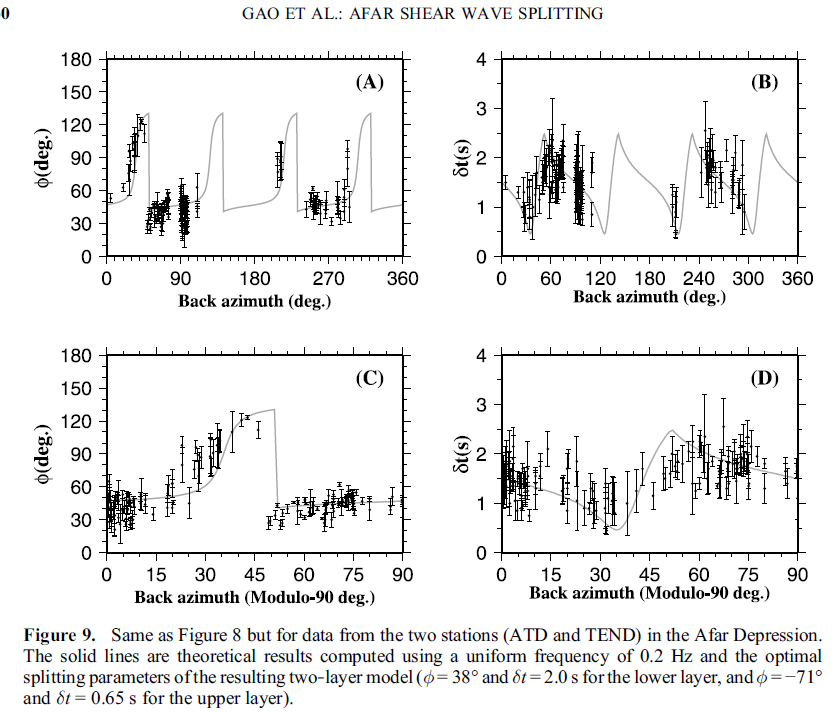 0
GAO ET AL.: AFAR SHEAR WAVE SPLITTING
180
150
120
90
60
30
0
ϕ(deg.)
(A)
0 90 180 270 360
Back azimuth (deg.)
4
3
2
1
0
δt(s)
(B)
0 60 120 180 240 300 360
Back azimuth (deg.)
180
150
120
90
60
30
0
ϕ(deg.)
(C)
0 15 30 45 60 75 90
Back azimuth (Modulo-90 deg.)
4
3
2
1
0
δt(s)
(D)
0 15 30 45 60 75 90
Back azimuth (Modulo-90 deg.)
Figure 9. Same as Figure 8 but for data from the two stations (ATD and TEND) in the Afar Depression.
The solid lines are theoretical results computed using a uniform frequency of 0.2 Hz and the optimal
splitting parameters of the resulting two-layer model (ϕ = 38° and δt = 2.0 s for the lower layer, and ϕ = −71°
and δt = 0.65 s for the upper layer).